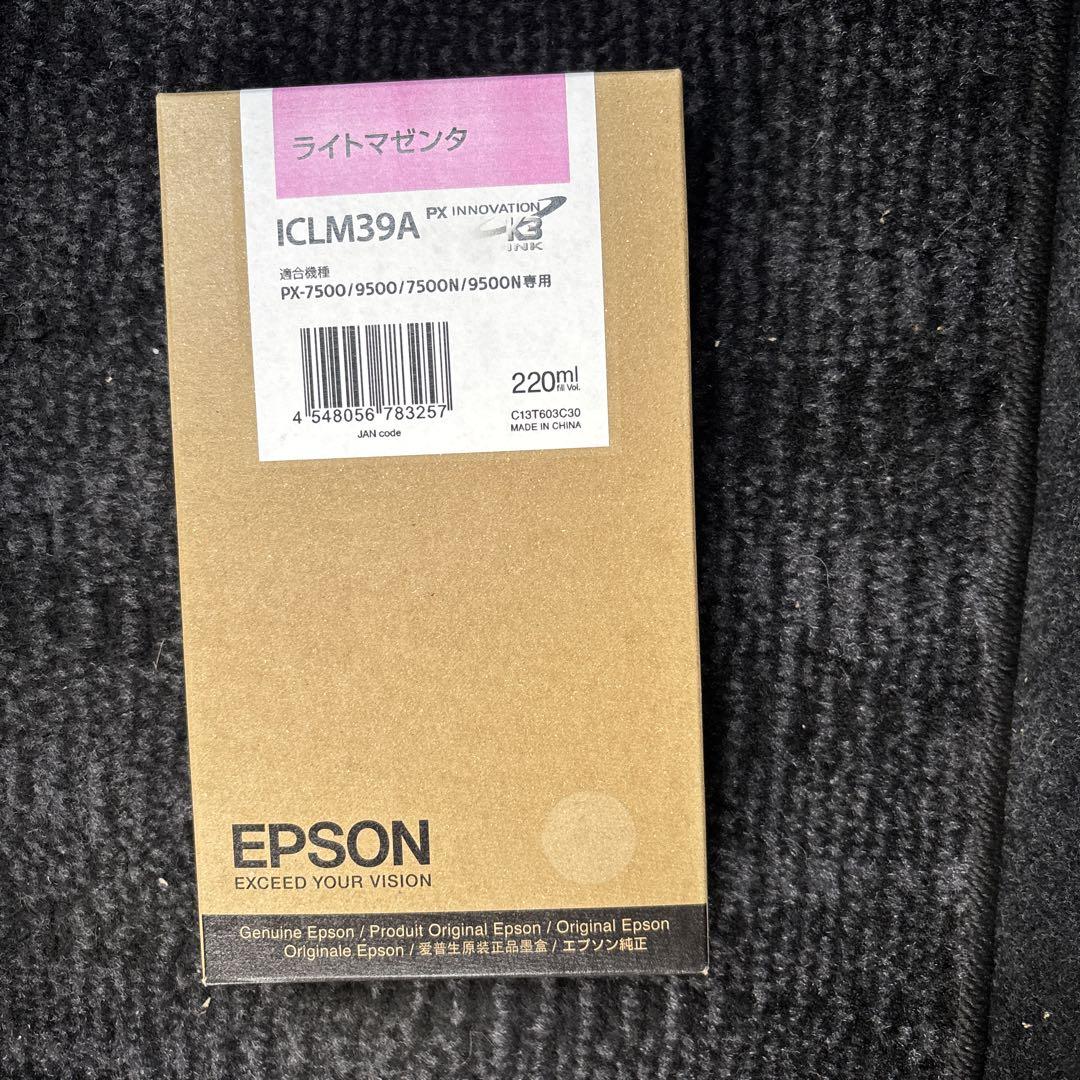 ライトマゼンタ
ICLM39A PX INNOVATION
K3
INK
適合機種
PX-7500/9500/7500N/9500N専用
4 548056 783257
JAN code
220ml
fill Vol.
C13T603C30
MADE IN CHINA
EPSON
EXCEED YOUR VISION
Genuine Epson / Produit Original Epson / Original Epson
Originale Epson / 爱普生原装正品墨盒 / エプソン純正